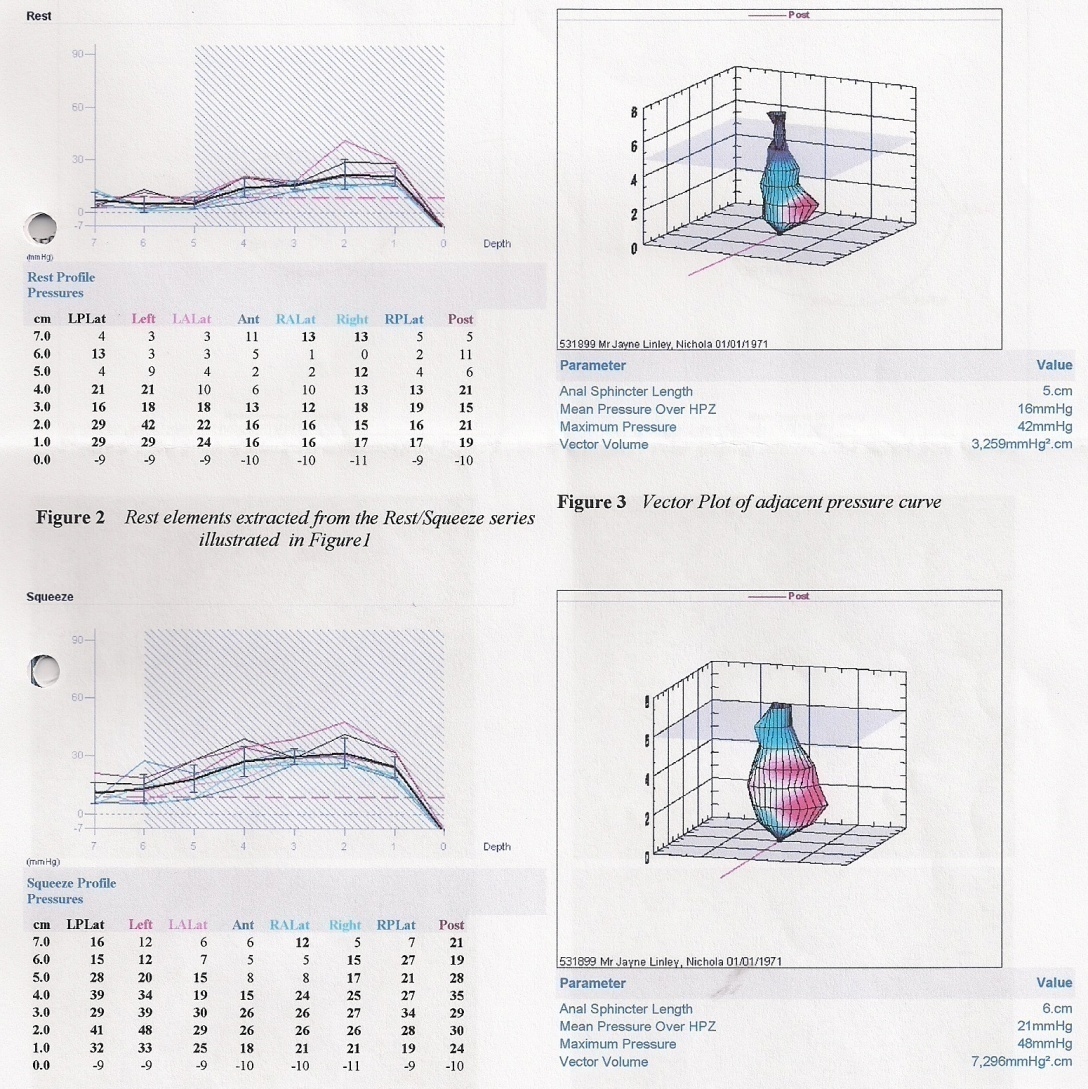 Rest
90
60
30
0
-7
7 6 5 4 3 2 1 0 Depth
(mm Hg)
Rest Profile
Pressures
cm LPLat Left LALat Ant RALat Right RPLat Post
7.0 4 3 3 11 13 13 5 5
6.0 13 3 3 5 1 0 2 11
5.0 4 9 4 2 2 12 4 6
4.0 21 21 10 6 10 13 13 21
3.0 16 18 18 13 12 18 19 15
2.0 29 42 22 16 16 15 16 21
1.0 29 29 24 16 16 17 17 19
0.0 -9 -9 -9 -10 -10 -11 -9 -10
Figure 2 Rest elements extracted from the Rest/Squeeze series
illustrated in Figure1
Post
8
6
4
2
0
531899 Mr Jayne Linley, Nichola 01/01/1971
Parameter Value
Anal Sphincter Length 5.cm
Mean Pressure Over HPZ 16mmHg
Maximum Pressure 42mmHg
Vector Volume 3,259mmHg².cm
Figure 3 Vector Plot of adjacent pressure curve
Squeeze
90
60
30
0
-7
7 6 5 4 3 2 1 0 Depth
(mmHg)
Squeeze Profile
Pressures
cm LPLat Left LALat Ant RALat Right RPLat Post
7.0 16 12 6 6 12 5 7 21
6.0 15 12 7 5 5 15 27 19
5.0 28 20 15 8 8 17 21 28
4.0 39 34 19 15 24 25 27 35
3.0 29 39 30 26 26 27 34 29
2.0 41 48 29 26 26 26 28 30
1.0 32 33 25 18 21 21 19 24
0.0 -9 -9 -9 -10 -10 -11 -9 -10
Post
6
4
2
0
531899 Mr Jayne Linley, Nichola 01/01/1971
Parameter Value
Anal Sphincter Length 6.cm
Mean Pressure Over HPZ 21mmHg
Maximum Pressure 48mmHg
Vector Volume 7,296mmHg².cm